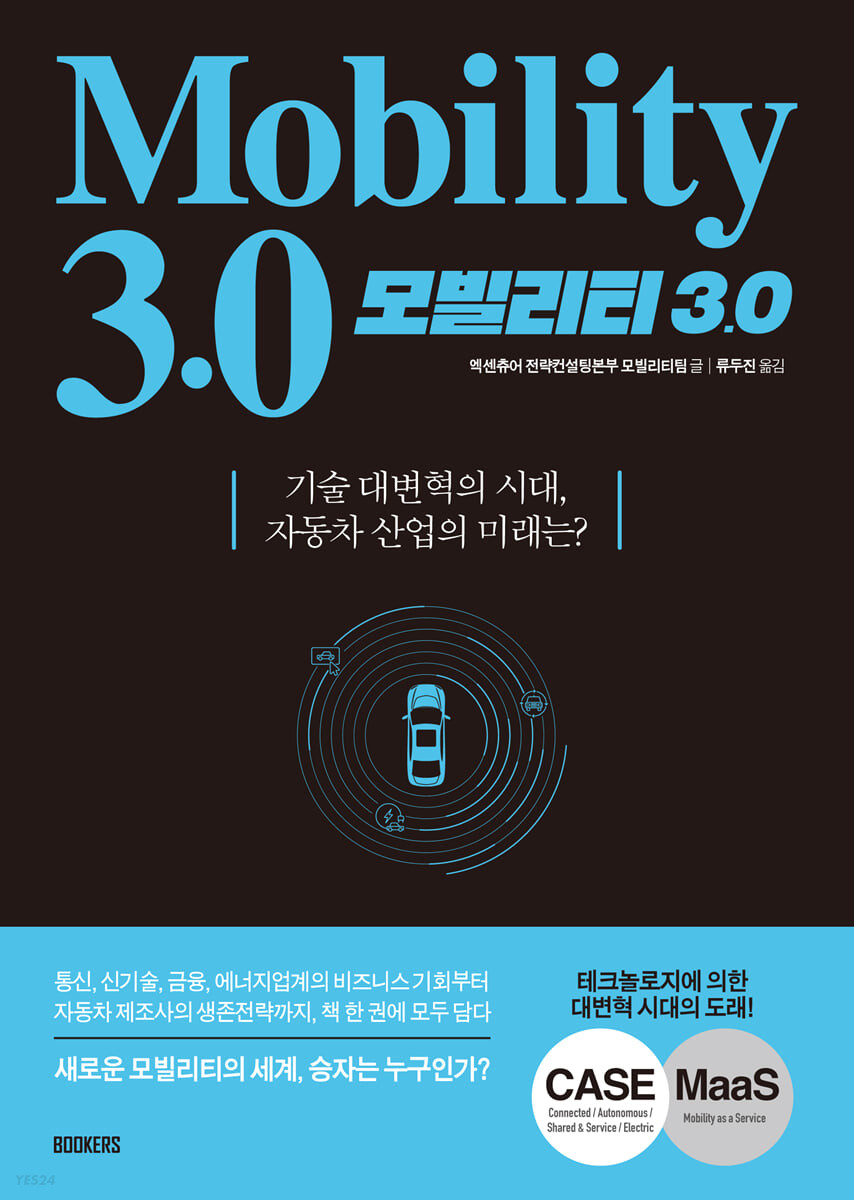 Mobility
3.0
모빌리티 3.0
엑센츄어 전략컨설팅본부 모빌리티팀 글 | 류두진 옮김
기술 대변혁의 시대,
자동차 산업의 미래는?
통신, 신기술, 금융, 에너지업계의 비즈니스 기회부터
자동차 제조사의 생존전략까지, 책 한 권에 모두 담다
새로운 모빌리티의 세계, 승자는 누구인가?
테크놀로지에 의한
대변혁 시대의 도래!
CASE
Connected / Autonomous /
Shared & Service / Electric
MaaS
Mobility as a Service
BOOKERS
YES24